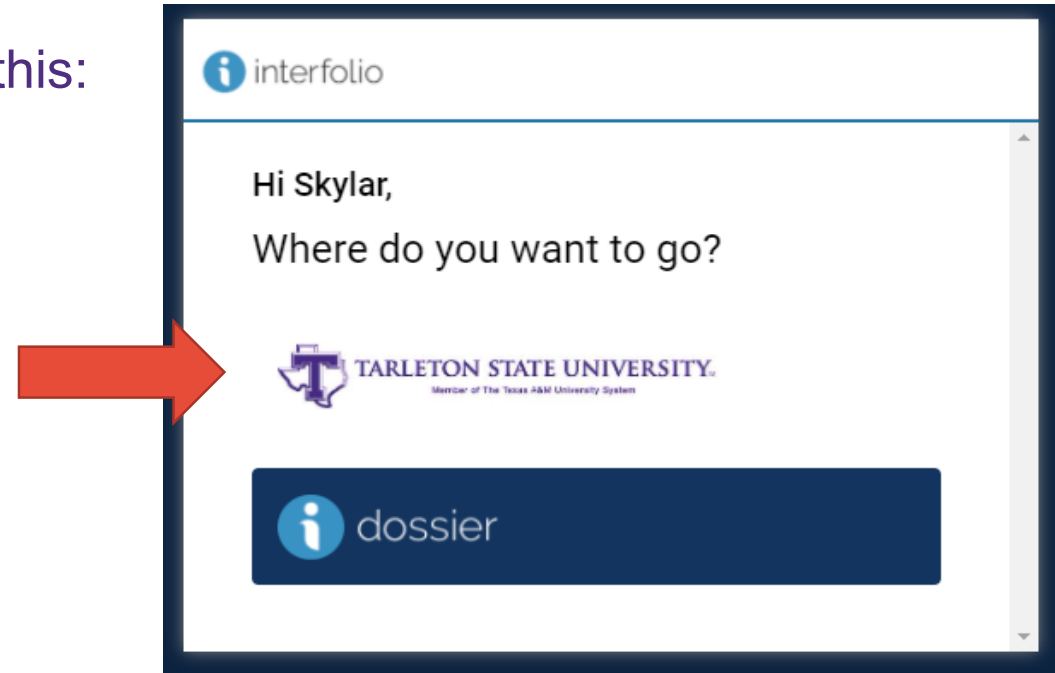 this:
interfolio
Hi Skylar,
Where do you want to go?
TARLETON STATE UNIVERSITY
Member of The Texas A&M University System
dossier